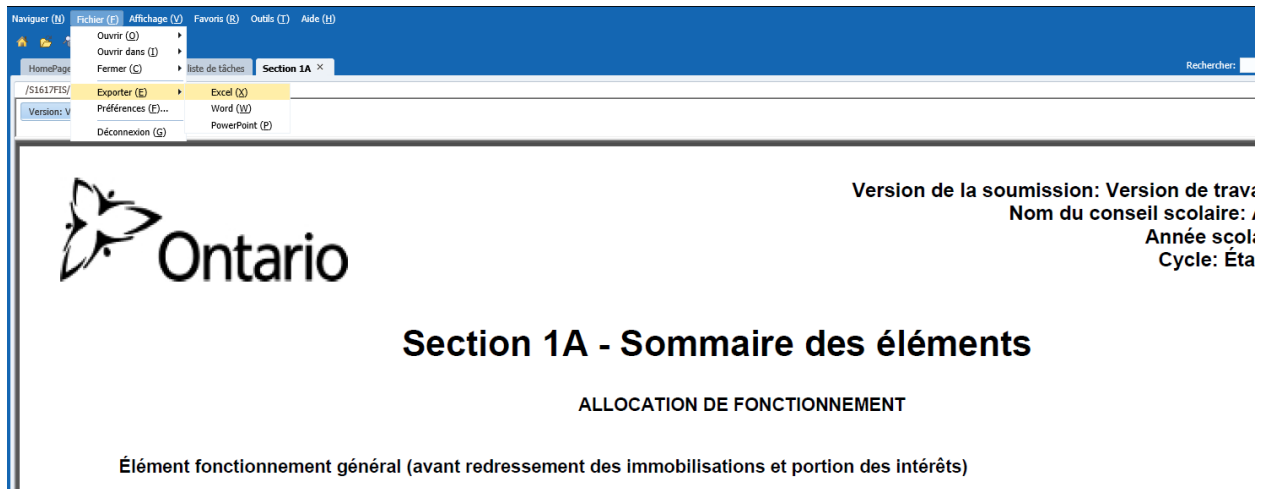 Naviguer (N) Fichier (F) Affichage (V) Favoris (R) Outils (T) Aide (H)
Ouvrir (O)
Ouvrir dans (I)
HomePage Fermer (C) liste de tâches Section 1A × Rechercher:
/S1617FIS/ Exporter (E) Excel (X)
Version: V Préférences (F)... Word (W)
PowerPoint (P)
Déconnexion (G)
Ontario
Version de la soumission: Version de trava
Nom du conseil scolaire:
Année scola
Cycle: Éta
Section 1A - Sommaire des éléments
ALLOCATION DE FONCTIONNEMENT
Élément fonctionnement général (avant redressement des immobilisations et portion des intérêts)